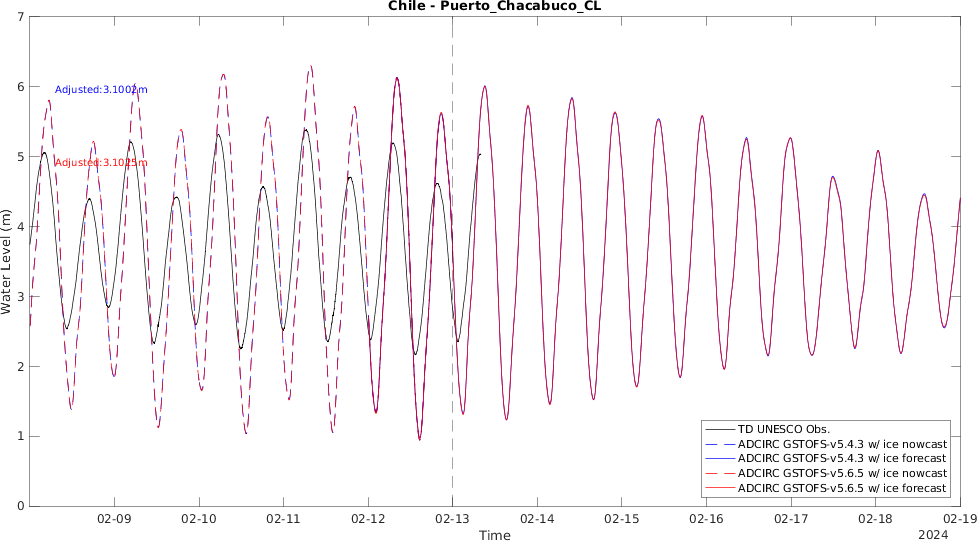 Chile - Puerto_Chacabuco_CL
7
6
5
4
3
2
1
0
Water Level (m)
Adjusted:3.1002m
Adjusted:3.1025m
TD UNESCO Obs.
ADCIRC GSTOFS-v5.4.3 w/ ice nowcast
ADCIRC GSTOFS-v5.4.3 w/ ice forecast
ADCIRC GSTOFS-v5.6.5 w/ ice nowcast
ADCIRC GSTOFS-v5.6.5 w/ ice forecast
02-09 02-10 02-11 02-12 02-13 02-14 02-15 02-16 02-17 02-18 02-19
Time
2024